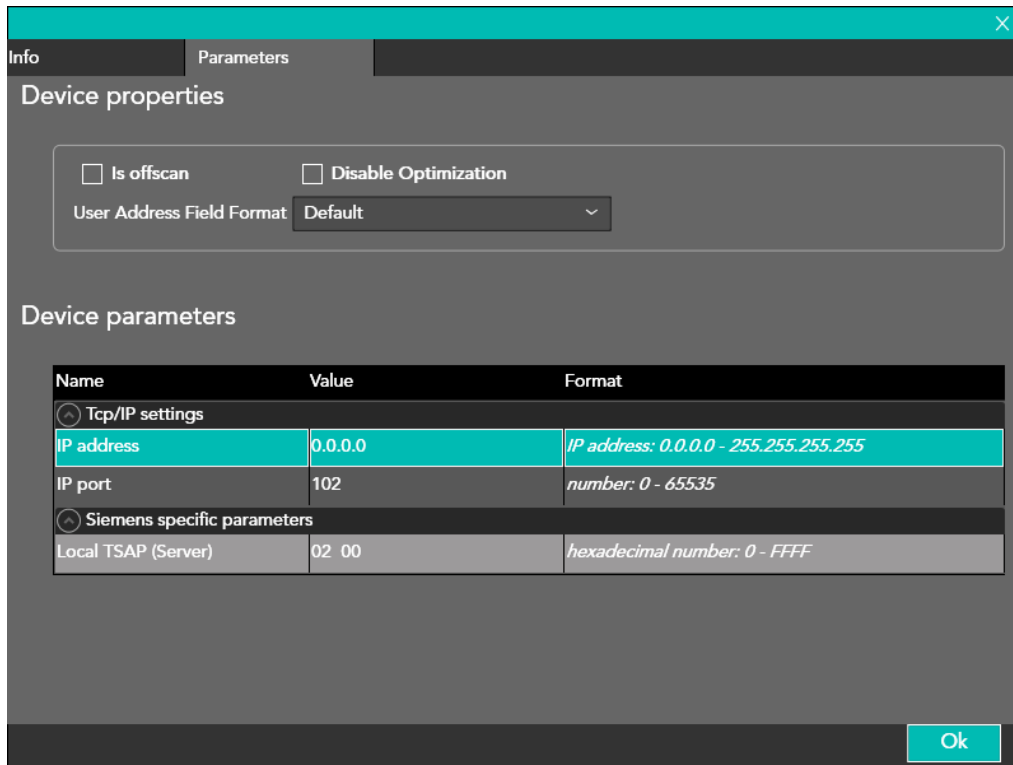 Info Parameters
Device properties
Is offscan Disable Optimization
User Address Field Format Default
Device parameters
Name Value Format
Tcp/IP settings
IP address 0.0.0.0 IP address: 0.0.0.0 - 255.255.255.255
IP port 102 number: 0 - 65535
Siemens specific parameters
Local TSAP (Server) 02 00 hexadecimal number: 0 - FFFF
Ok